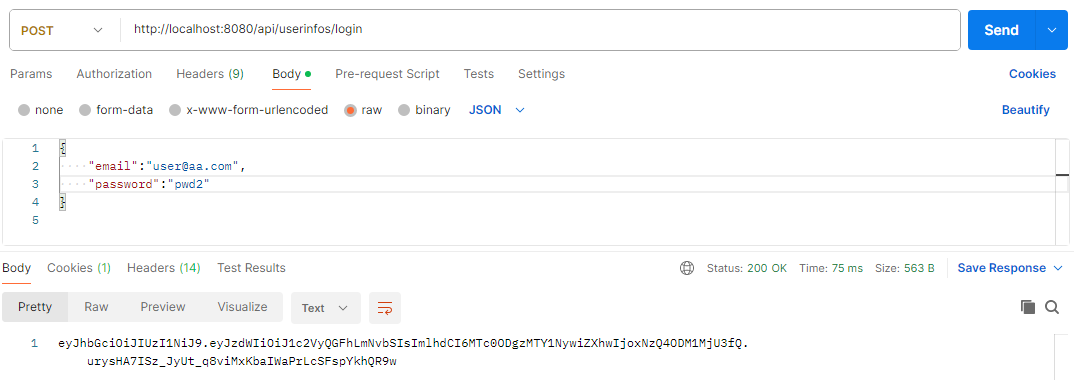 POST http://localhost:8080/api/userinfos/login Send
Params Authorization Headers (9) Body Pre-request Script Tests Settings Cookies
none form-data x-www-form-urlencoded raw binary JSON Beautify
1 {
2 "email":"user@aa.com",
3 "password":"pwd2"
4 }
5
Body Cookies (1) Headers (14) Test Results Status: 200 OK Time: 75 ms Size: 563 B Save Response
Pretty Raw Preview Visualize Text
1 eyJhbGciOiJIUzI1NiJ9.eyJzdWIiOiJ1c2VyQGFhLmNvbSIsImlhdCI6MTc0ODgzMTY1NywiZXhwIjoxNzQ4ODM1MjU3fQ.
urysHA7ISz_JyUt_q8viMxKbaIWaPrLcSFspYkhQR9w